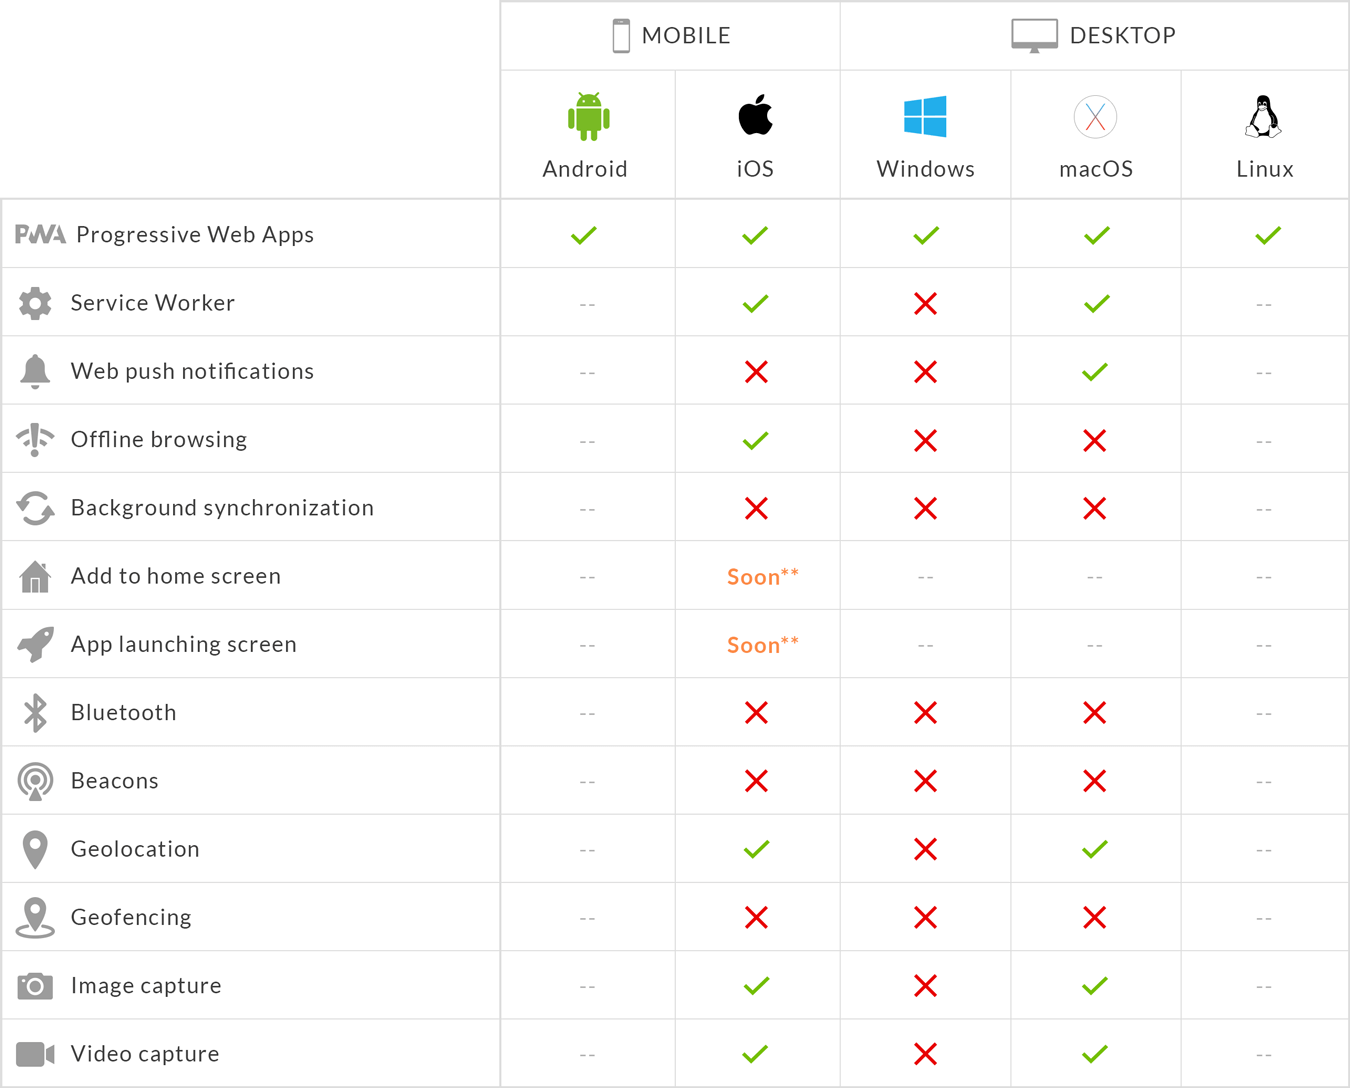 MOBILE DESKTOP
Android iOS Windows macOS Linux
PWA Progressive Web Apps
Service Worker -- --
Web push notifications -- --
Offline browsing -- --
Background synchronization -- --
Add to home screen -- Soon** -- -- --
App launching screen -- Soon** -- -- --
Bluetooth -- --
Beacons -- --
Geolocation -- --
Geofencing -- --
Image capture -- --
Video capture -- --